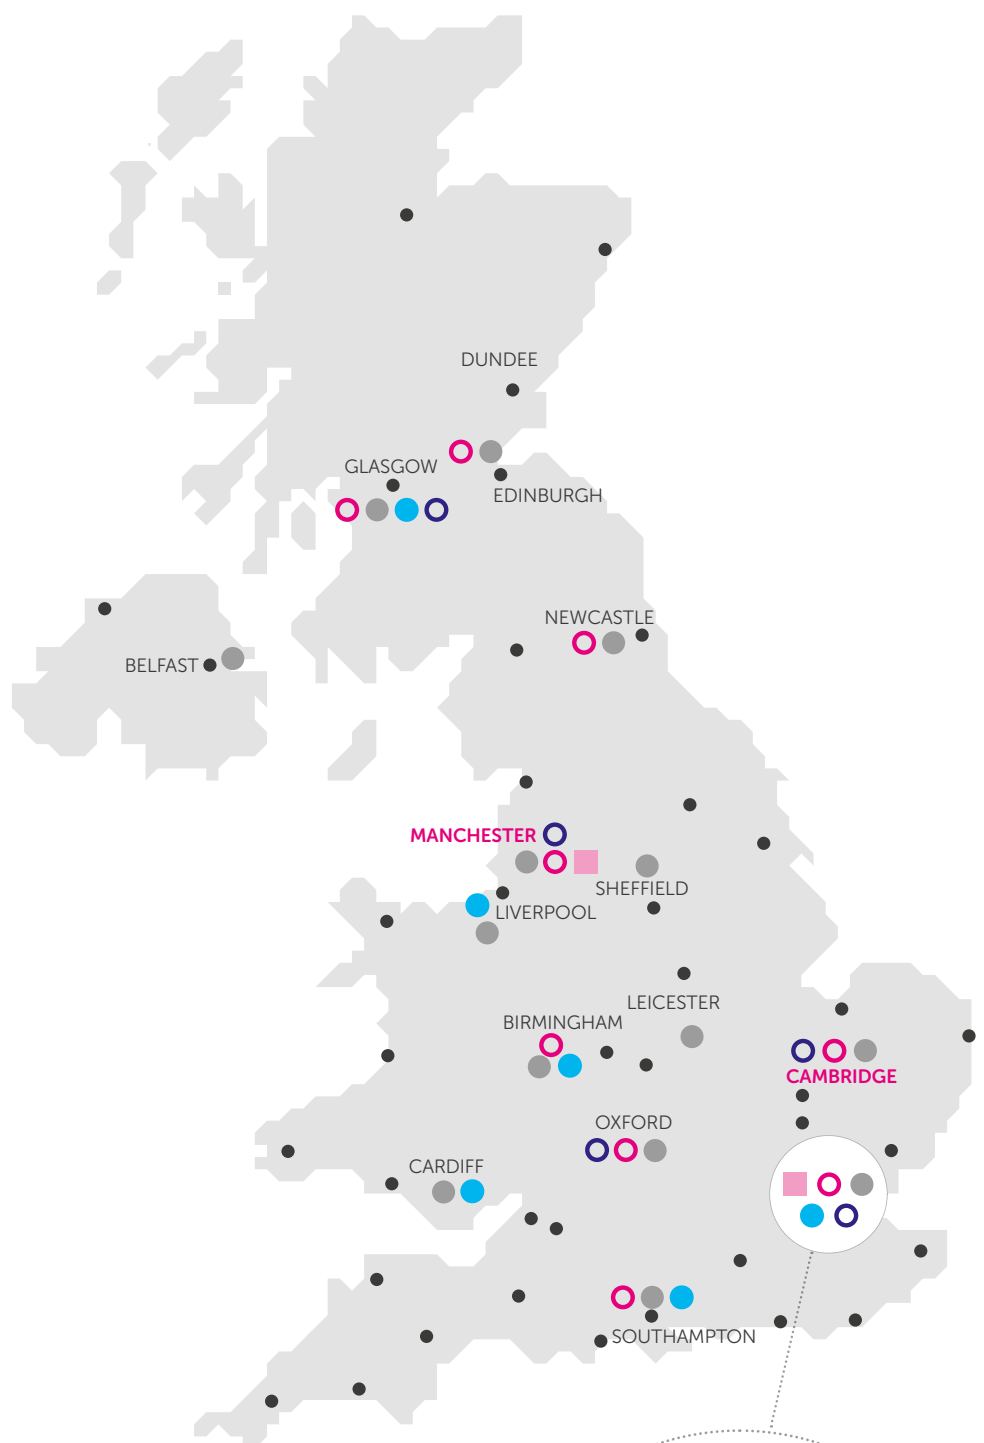 DUNDEE
GLASGOW
EDINBURGH
NEWCASTLE
BELFAST
MANCHESTER
SHEFFIELD
LIVERPOOL
LEICESTER
BIRMINGHAM
CAMBRIDGE
OXFORD
CARDIFF
SOUTHAMPTON